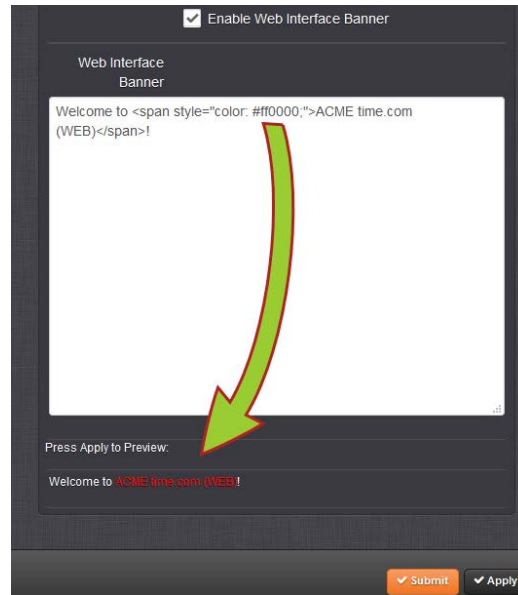 Enable Web Interface Banner
Web Interface
Banner
Welcome to <span style="color: #ff0000;">ACME time.com
(WEB)</span>!
Press Apply to Preview:
Welcome to ACME time.com (WEB)!
Submit
Apply